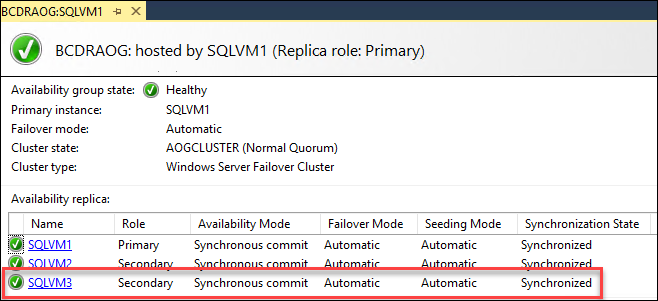 BCDRAOG:SQLVM1
BCDRAOG: hosted by SQLVM1 (Replica role: Primary)
Availability group state: Healthy
Primary instance: SQLVM1
Failover mode: Automatic
Cluster state: AOGCLUSTER (Normal Quorum)
Cluster type: Windows Server Failover Cluster
Availability replica:
Name Role Availability Mode Failover Mode Seeding Mode Synchronization State
SQLVM1 Primary Synchronous commit Automatic Automatic Synchronized
SQLVM2 Secondary Synchronous commit Automatic Automatic Synchronized
SQLVM3 Secondary Synchronous commit Automatic Automatic Synchronized